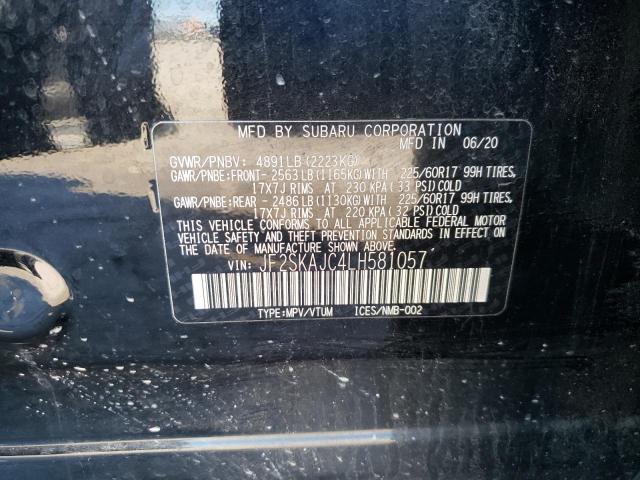 MFD BY SUBARU CORPORATION
MFD IN 06/20
GVWR/PNBV: 4891LB(2223KG)
GAWR/PNBE:FRONT- 2563LB(1165KG)WITH 225/60R17 99H TIRES,
17X7J RIMS AT 230 KPA(33 PSI)COLD
GAWR/PNBE:REAR - 2486LB(1130KG)WITH 225/60R17 99H TIRES,
17X7J RIMS AT 220 KPA(32 PSI)COLD
THIS VEHICLE CONFORMS TO ALL APPLICABLE FEDERAL MOTOR
VEHICLE SAFETY AND THEFT PREVENTION STANDARDS IN EFFECT ON
THE DATE OF MANUFACTURE SHOWN ABOVE.
VIN: JF2SKAJC4LH581057
TYPE:MPV/VTUM ICES/NMB-002